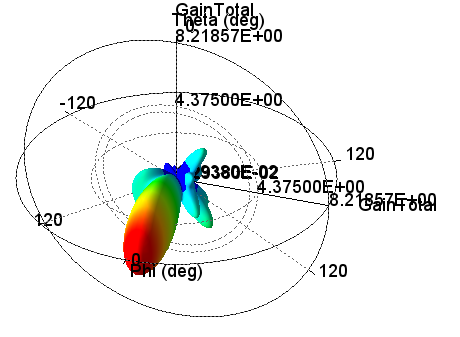 GainTotal
Theta (deg)
0
8.21857E+00
-120
4.37500E+00
120
9380E-02
4.37500E+00
8.21857E+00
GainTotal
120
0
120
Phi (deg)